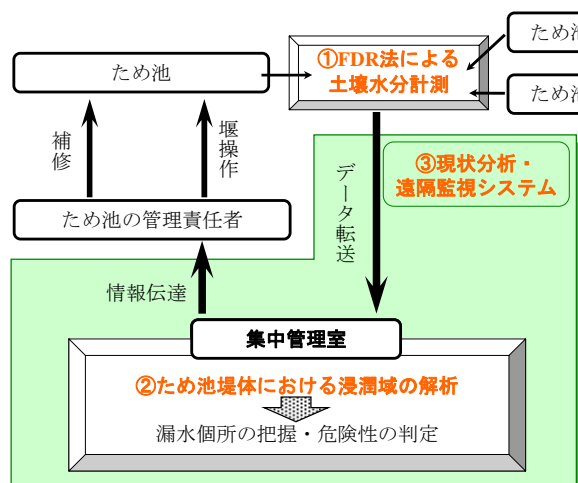 ため池
①FDR法による
土壌水分計測
ため池
ため池
補修
堰操作
データ転送
③現状分析・
遠隔監視システム
ため池の管理責任者
情報伝達
集中管理室
②ため池堤体における浸潤域の解析
漏水個所の把握・危険性の判定